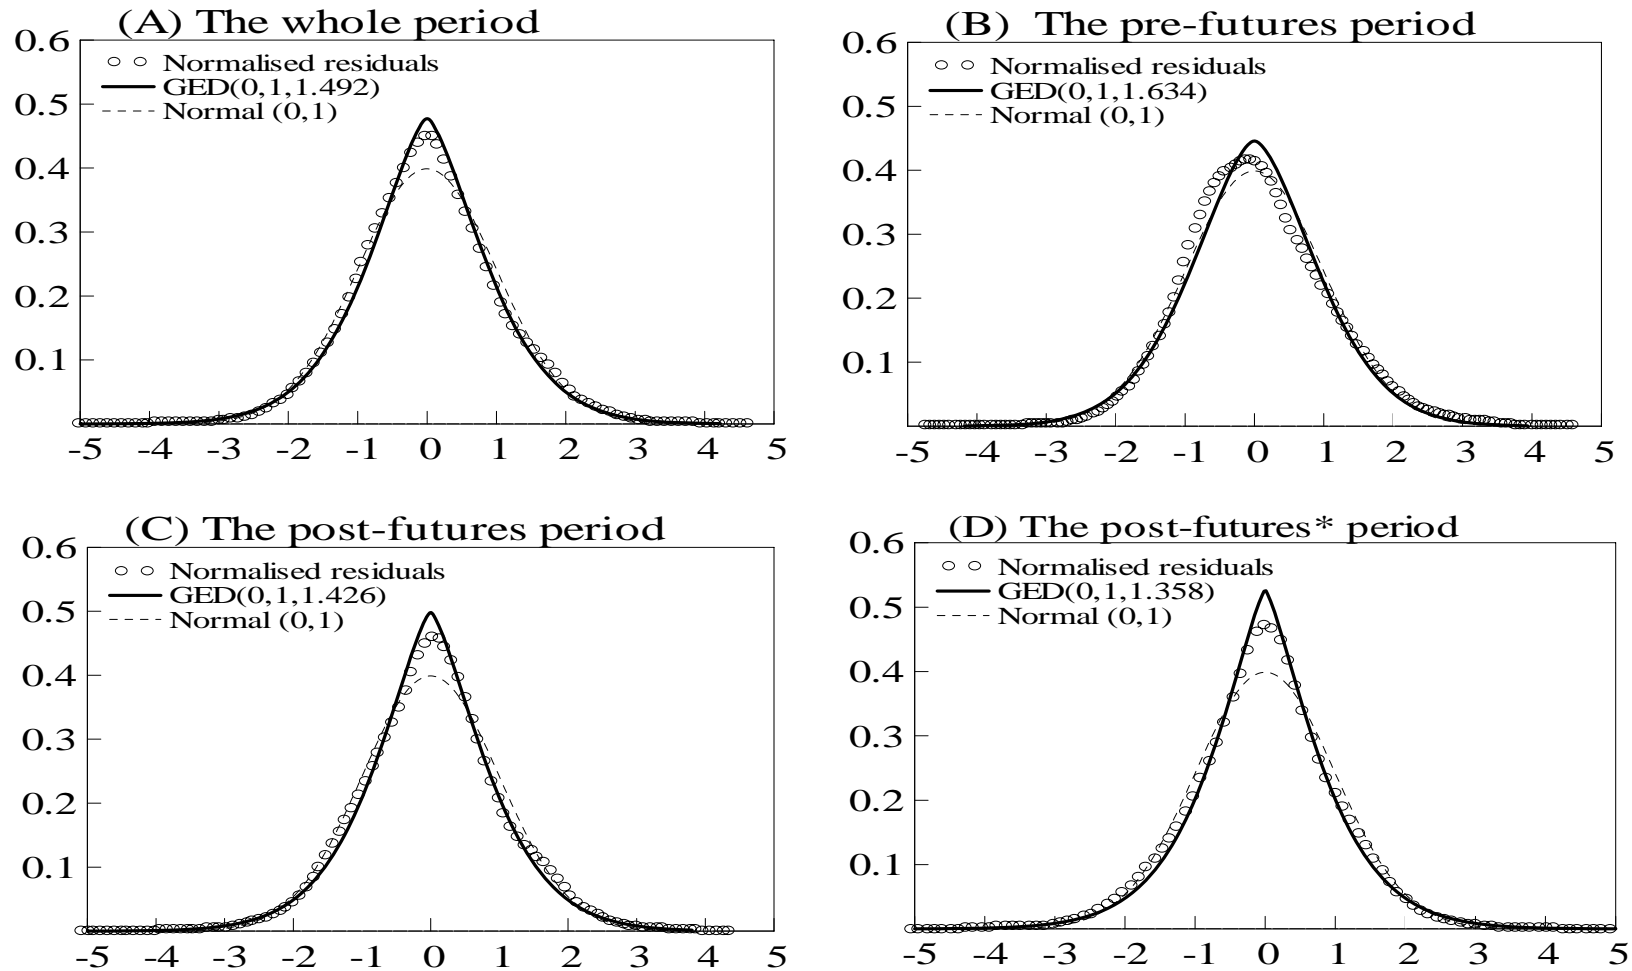 (A) The whole period
0.6
0.5
0.4
0.3
0.2
0.1
Normalised residuals
GED(0,1,1.492)
Normal (0,1)
-5 -4 -3 -2 -1 0 1 2 3 4 5
(B) The pre-futures period
0.6
0.5
0.4
0.3
0.2
0.1
Normalised residuals
GED(0,1,1.634)
Normal (0,1)
-5 -4 -3 -2 -1 0 1 2 3 4 5
(C) The post-futures period
0.6
0.5
0.4
0.3
0.2
0.1
Normalised residuals
GED(0,1,1.426)
Normal (0,1)
-5 -4 -3 -2 -1 0 1 2 3 4 5
(D) The post-futures* period
0.6
0.5
0.4
0.3
0.2
0.1
Normalised residuals
GED(0,1,1.358)
Normal (0,1)
-5 -4 -3 -2 -1 0 1 2 3 4 5